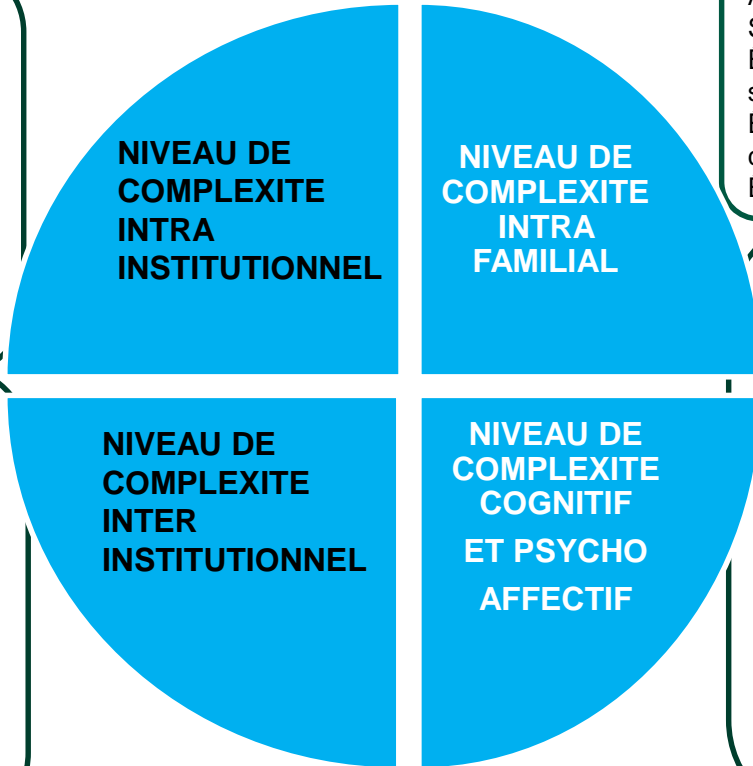 NIVEAU DE
COMPLEXITE
INTRA
INSTITUTIONNEL
NIVEAU DE
COMPLEXITE
INTRA
FAMILIAL
NIVEAU DE
COMPLEXITE
INTER
INSTITUTIONNEL
NIVEAU DE
COMPLEXITE
COGNITIF
ET PSYCHO
AFFECTIF